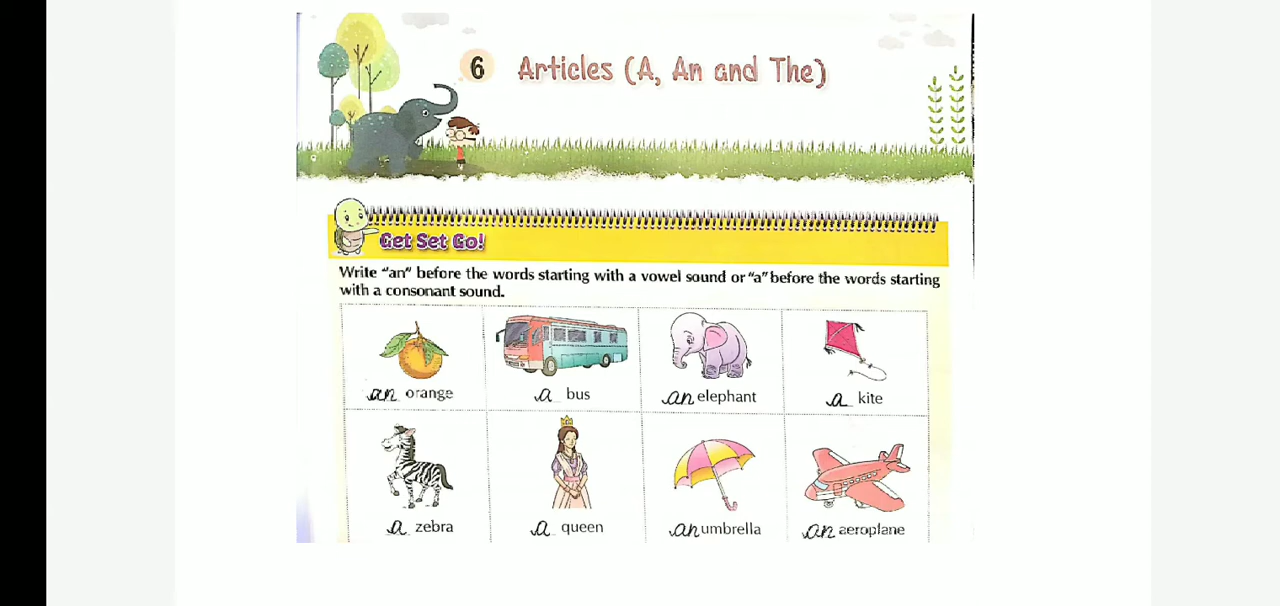 6 Articles (A, An and The)
Get Set Go!
Write "an" before the words starting with a vowel sound or "a" before the words starting
with a consonant sound.
an orange a bus an elephant a kite
a zebra a queen an umbrella an aeroplane